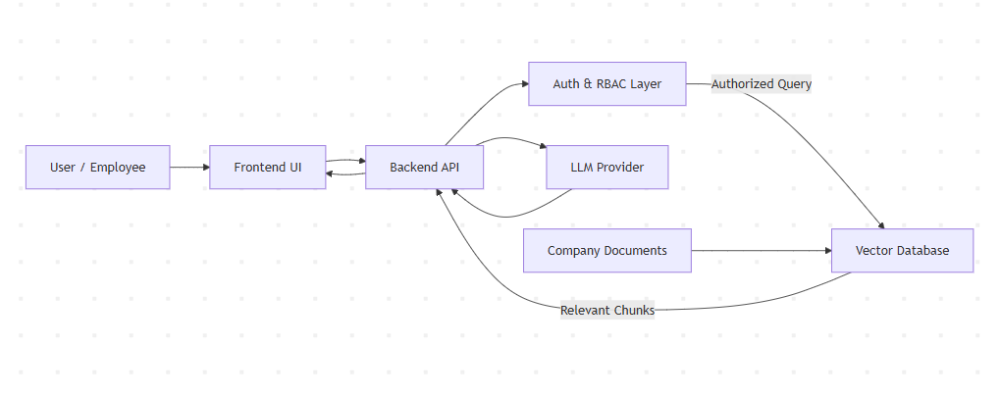 Auth & RBAC Layer
Authorized Query
User / Employee
Frontend UI
Backend API
LLM Provider
Company Documents
Vector Database
Relevant Chunks